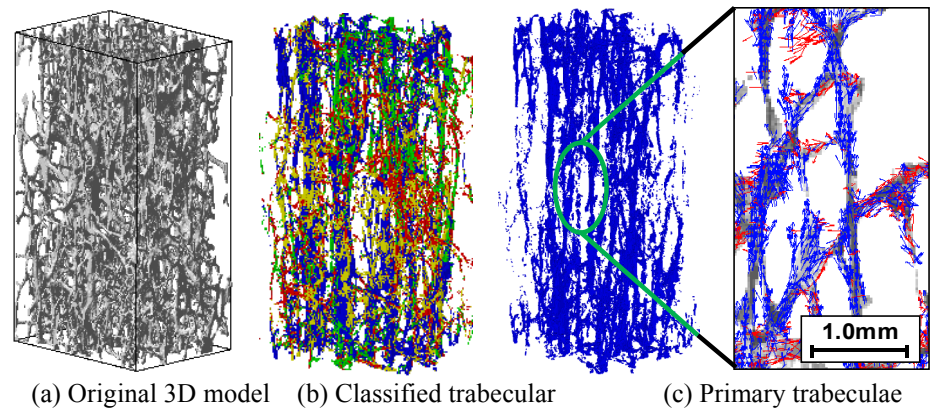 1.0mm
(a) Original 3D model (b) Classified trabecular (c) Primary trabeculae